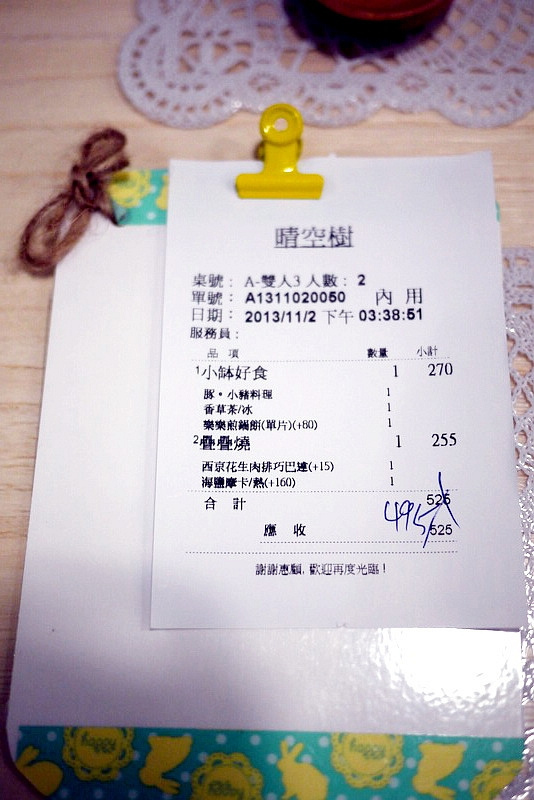 晴空樹
桌號： A-雙人3 人數： 2
單號： A1311020050 內 用
日期： 2013/11/2 下午 03:38:51
服務員：
品 項 數量 小計
1小缽好食 1 270
豚。小豬料理 1
香草茶/冰 1
樂樂煎鍋餅(單片)(+80) 1
2疊疊燒 1 255
西京花生肉排巧巴達(+15) 1
海鹽摩卡/熱(+160) 1
合 計 525
495
應 收 525
謝謝惠顧, 歡迎再度光臨！